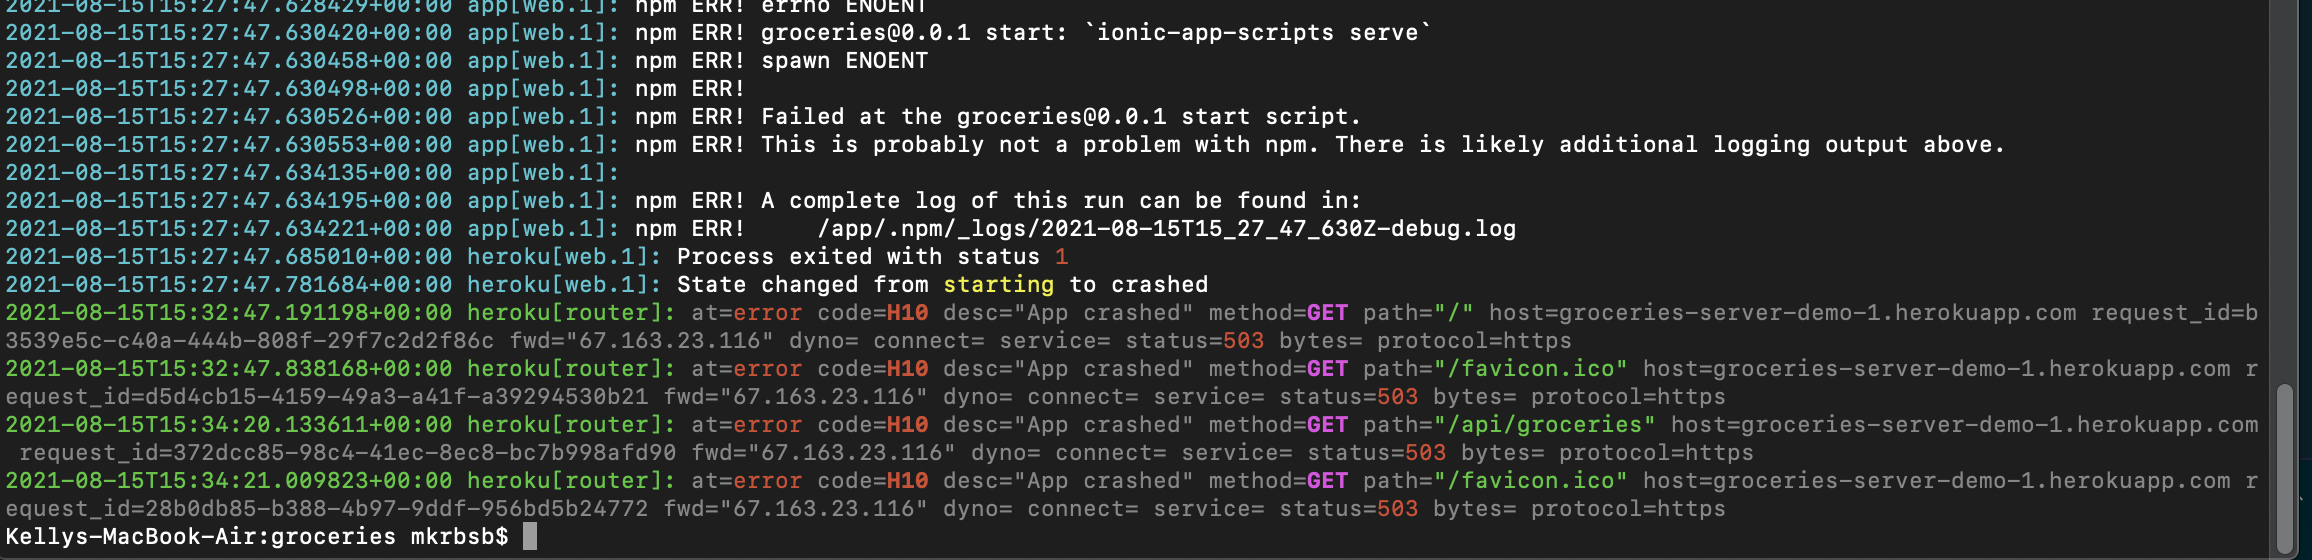 2021-08-15T15:27:47.628429+00:00 app[web.1]: npm ERR! errno ENOENT
2021-08-15T15:27:47.630420+00:00 app[web.1]: npm ERR! groceries@0.0.1 start: `ionic-app-scripts serve`
2021-08-15T15:27:47.630458+00:00 app[web.1]: npm ERR! spawn ENOENT
2021-08-15T15:27:47.630498+00:00 app[web.1]: npm ERR!
2021-08-15T15:27:47.630526+00:00 app[web.1]: npm ERR! Failed at the groceries@0.0.1 start script.
2021-08-15T15:27:47.630553+00:00 app[web.1]: npm ERR! This is probably not a problem with npm. There is likely additional logging output above.
2021-08-15T15:27:47.634135+00:00 app[web.1]:
2021-08-15T15:27:47.634195+00:00 app[web.1]: npm ERR! A complete log of this run can be found in:
2021-08-15T15:27:47.634221+00:00 app[web.1]: npm ERR!     /app/.npm/_logs/2021-08-15T15_27_47_630Z-debug.log
2021-08-15T15:27:47.685010+00:00 heroku[web.1]: Process exited with status 1
2021-08-15T15:27:47.781684+00:00 heroku[web.1]: State changed from starting to crashed
2021-08-15T15:32:47.191198+00:00 heroku[router]: at=error code=H10 desc="App crashed" method=GET path="/" host=groceries-server-demo-1.herokuapp.com request_id=b
3539e5c-c40a-444b-808f-29f7c2d2f86c fwd="67.163.23.116" dyno= connect= service= status=503 bytes= protocol=https
2021-08-15T15:32:47.838168+00:00 heroku[router]: at=error code=H10 desc="App crashed" method=GET path="/favicon.ico" host=groceries-server-demo-1.herokuapp.com r
equest_id=d5d4cb15-4159-49a3-a41f-a39294530b21 fwd="67.163.23.116" dyno= connect= service= status=503 bytes= protocol=https
2021-08-15T15:34:20.133611+00:00 heroku[router]: at=error code=H10 desc="App crashed" method=GET path="/api/groceries" host=groceries-server-demo-1.herokuapp.com
 request_id=372dcc85-98c4-41ec-8ec8-bc7b998afd90 fwd="67.163.23.116" dyno= connect= service= status=503 bytes= protocol=https
2021-08-15T15:34:21.009823+00:00 heroku[router]: at=error code=H10 desc="App crashed" method=GET path="/favicon.ico" host=groceries-server-demo-1.herokuapp.com r
equest_id=28b0db85-b388-4b97-9ddf-956bd5b24772 fwd="67.163.23.116" dyno= connect= service= status=503 bytes= protocol=https
Kellys-MacBook-Air:groceries mkrbsb$